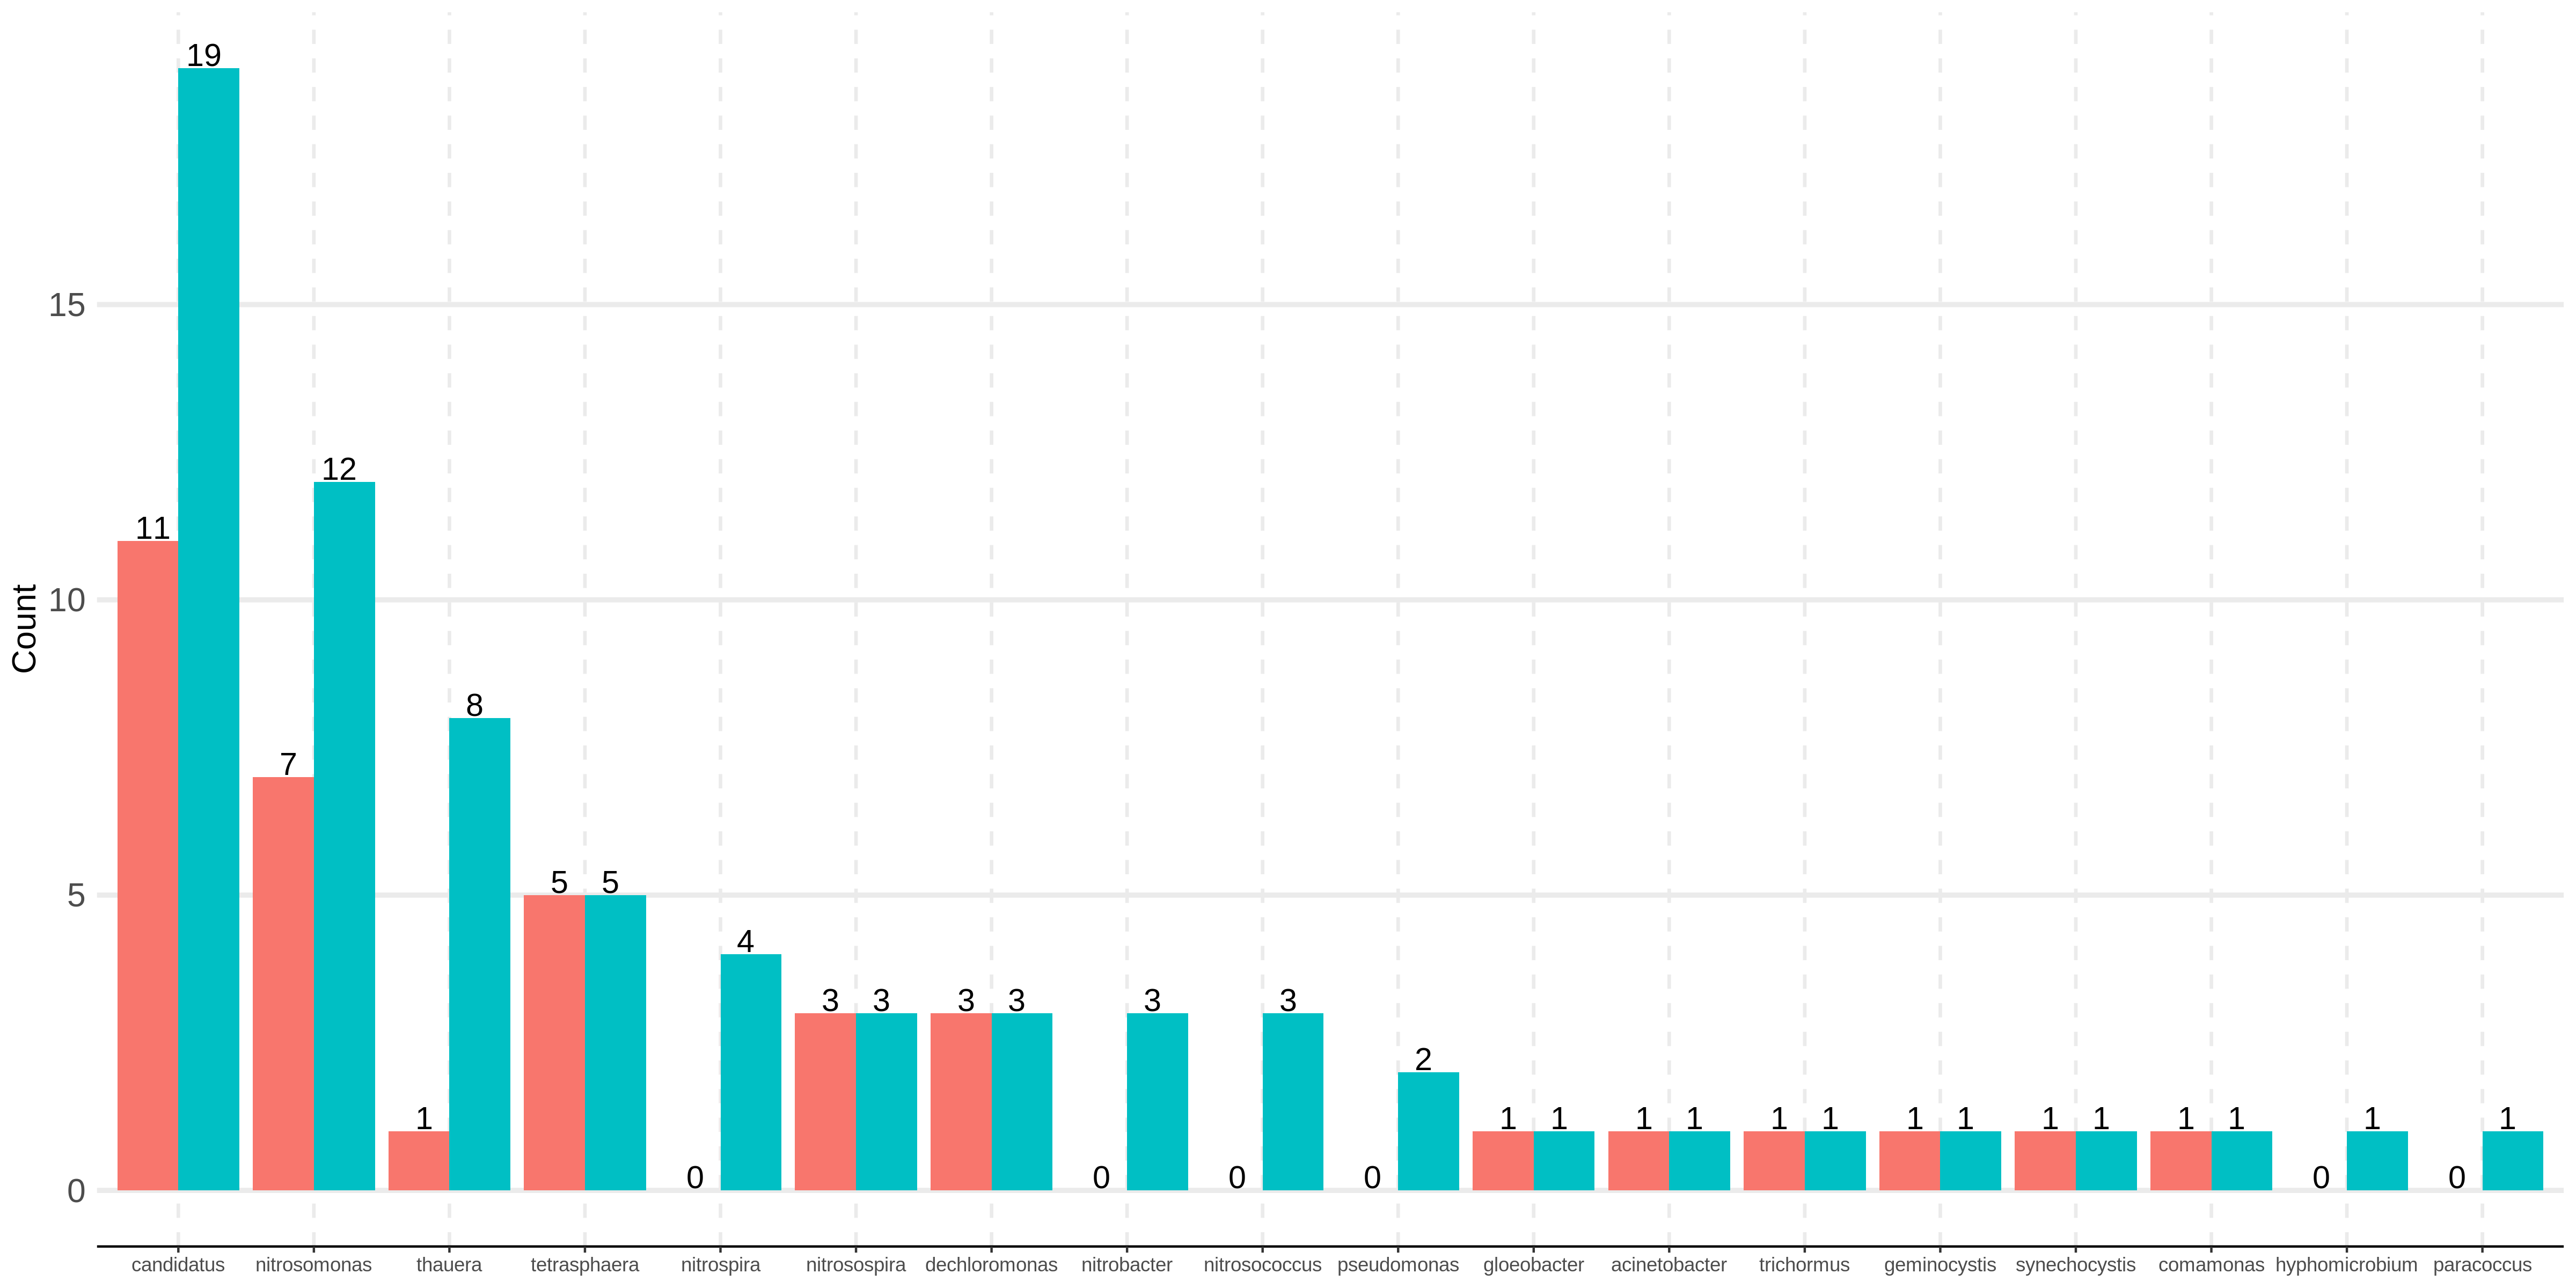 19
15
12
11
10
Count
8
7
5
5 5
4
3 3 3 3 3 3
2
1 1 1 1 1 1 1 1 1 1 1 1 1 1 1
0 0 0 0 0 0
0
candidatus nitrosomonas thauera tetrasphaera nitrospira nitrosospira dechloromonas nitrobacter nitrosococcus pseudomonas gloeobacter acinetobacter trichormus geminocystis synechocystis comamonas hyphomicrobium paracoccus